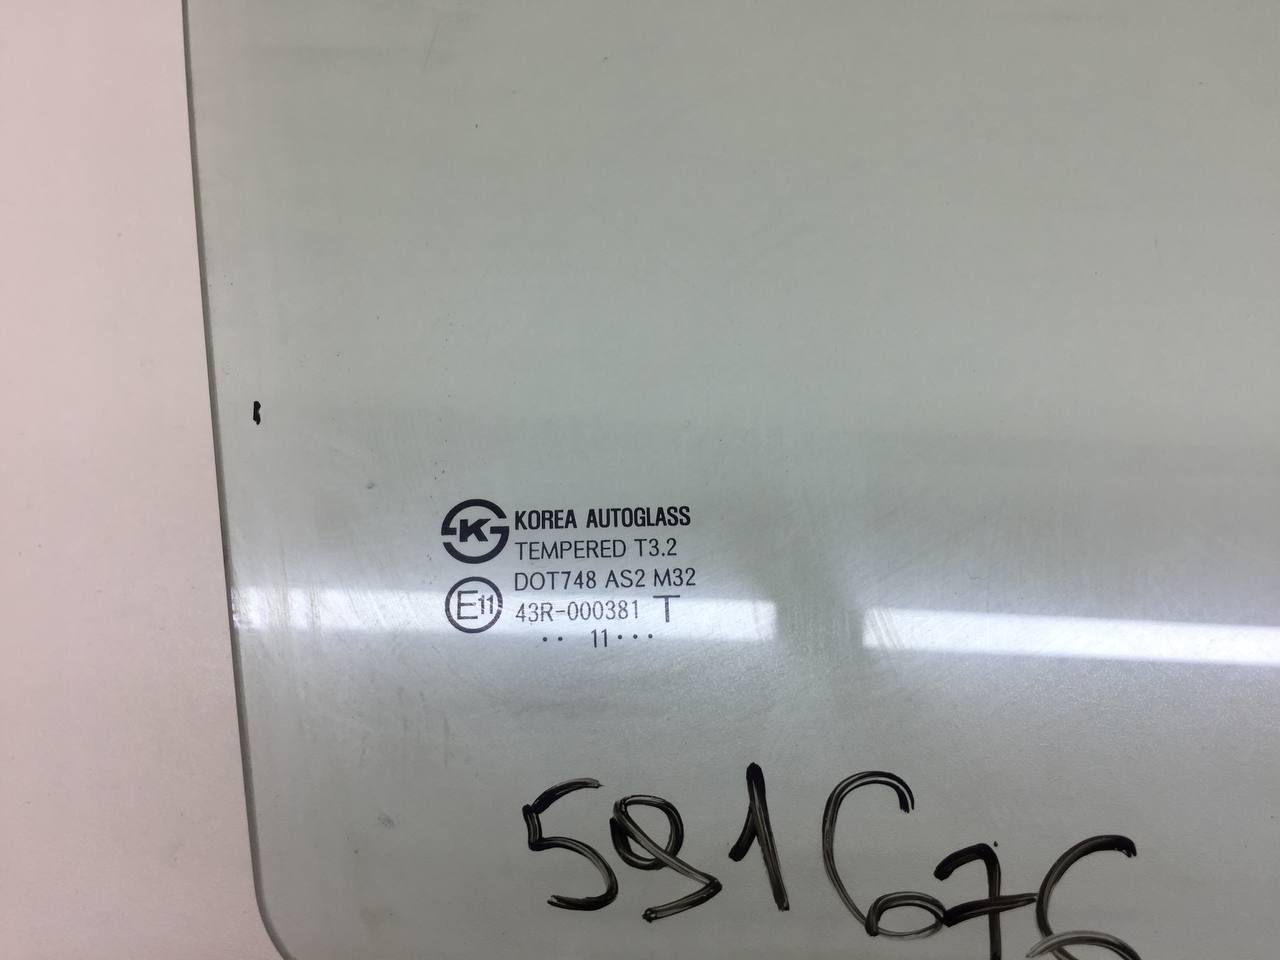 K KOREA AUTOGLASS
TEMPERED T3.2
DOT748 AS2 M32
E11 43R-000381 T
·· 11···
591676